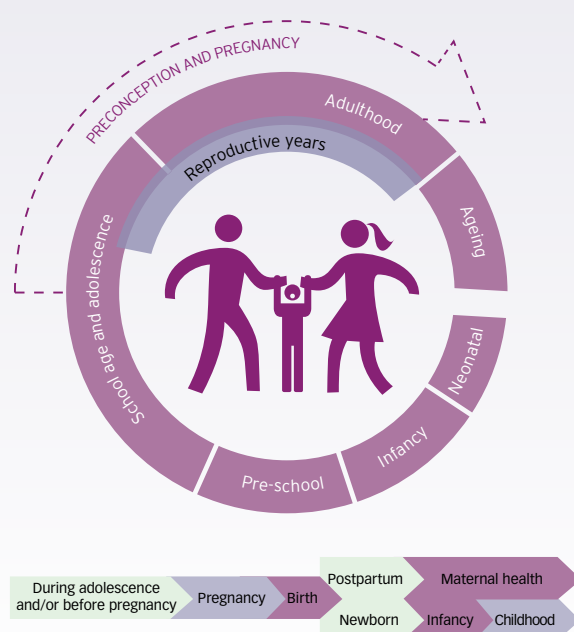 PRECONCEPTION AND PREGNANCY
Adulthood
Reproductive years
Ageing
School age and adolescence
Neonatal
Infancy
Pre-school
During adolescence
and/or before pregnancy
Pregnancy
Birth
Postpartum
Maternal health
Newborn
Infancy
Childhood